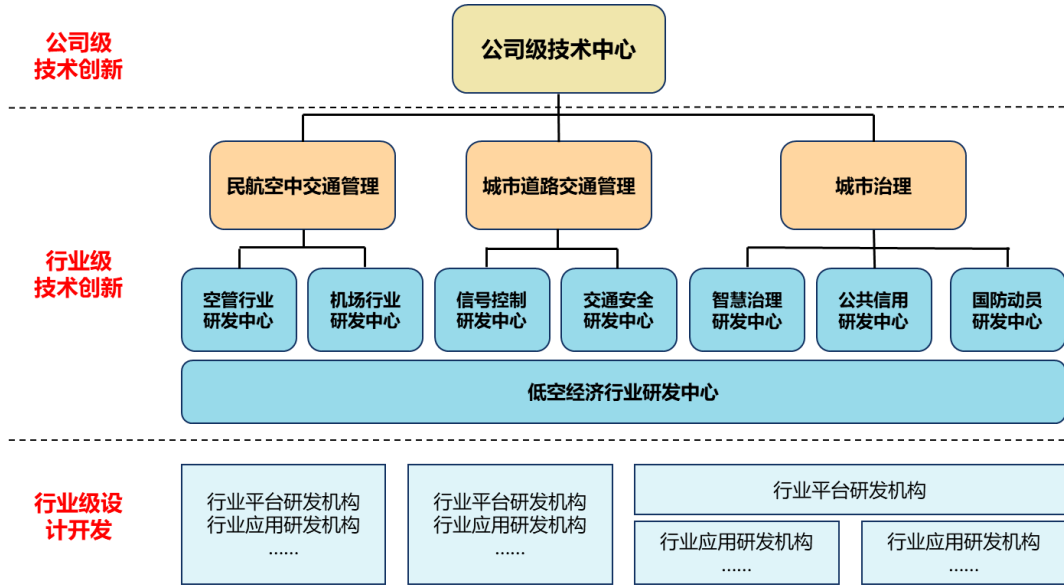 公司级
技术创新
公司级技术中心
行业级
技术创新
民航空中交通管理
城市道路交通管理
城市治理
空管行业
研发中心
机场行业
研发中心
信号控制
研发中心
交通安全
研发中心
智慧治理
研发中心
公共信用
研发中心
国防动员
研发中心
低空经济行业研发中心
行业级设
计开发
行业平台研发机构
行业应用研发机构
……
行业平台研发机构
行业应用研发机构
……
行业平台研发机构
行业应用研发机构
……
行业应用研发机构
……